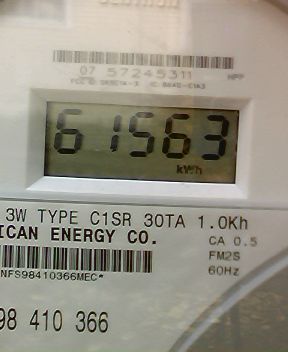 07 57245311 HPP
61563
kWh
3W TYPE C1SR 30TA 1.0Kh
ICAN ENERGY CO. CA 0.5
FM2S
NFS98410366MEC* 60Hz
98 410 366